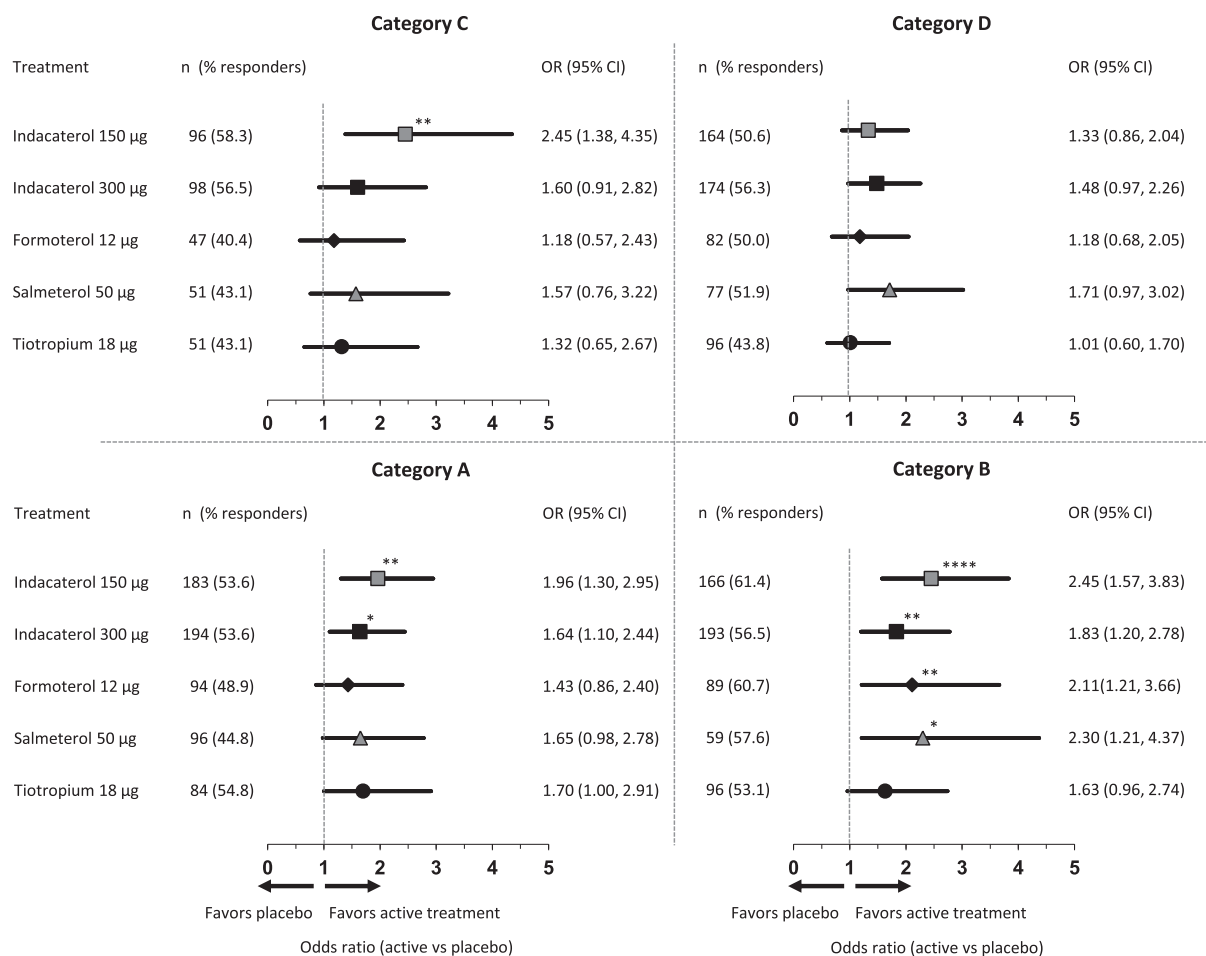 Category C
Category D
Treatment n (% responders) OR (95% CI) n (% responders) OR (95% CI)
Indacaterol 150 µg 96 (58.3) ** 2.45 (1.38, 4.35) 164 (50.6) 1.33 (0.86, 2.04)
Indacaterol 300 µg 98 (56.5) 1.60 (0.91, 2.82) 174 (56.3) 1.48 (0.97, 2.26)
Formoterol 12 µg 47 (40.4) 1.18 (0.57, 2.43) 82 (50.0) 1.18 (0.68, 2.05)
Salmeterol 50 µg 51 (43.1) 1.57 (0.76, 3.22) 77 (51.9) 1.71 (0.97, 3.02)
Tiotropium 18 µg 51 (43.1) 1.32 (0.65, 2.67) 96 (43.8) 1.01 (0.60, 1.70)
0 1 2 3 4 5 0 1 2 3 4 5
Category A
Category B
Treatment n (% responders) OR (95% CI) n (% responders) OR (95% CI)
Indacaterol 150 µg 183 (53.6) ** 1.96 (1.30, 2.95) 166 (61.4) **** 2.45 (1.57, 3.83)
Indacaterol 300 µg 194 (53.6) * 1.64 (1.10, 2.44) 193 (56.5) ** 1.83 (1.20, 2.78)
Formoterol 12 µg 94 (48.9) 1.43 (0.86, 2.40) 89 (60.7) ** 2.11(1.21, 3.66)
Salmeterol 50 µg 96 (44.8) 1.65 (0.98, 2.78) 59 (57.6) * 2.30 (1.21, 4.37)
Tiotropium 18 µg 84 (54.8) 1.70 (1.00, 2.91) 96 (53.1) 1.63 (0.96, 2.74)
0 1 2 3 4 5 0 1 2 3 4 5
Favors placebo Favors active treatment Favors placebo Favors active treatment
Odds ratio (active vs placebo) Odds ratio (active vs placebo)